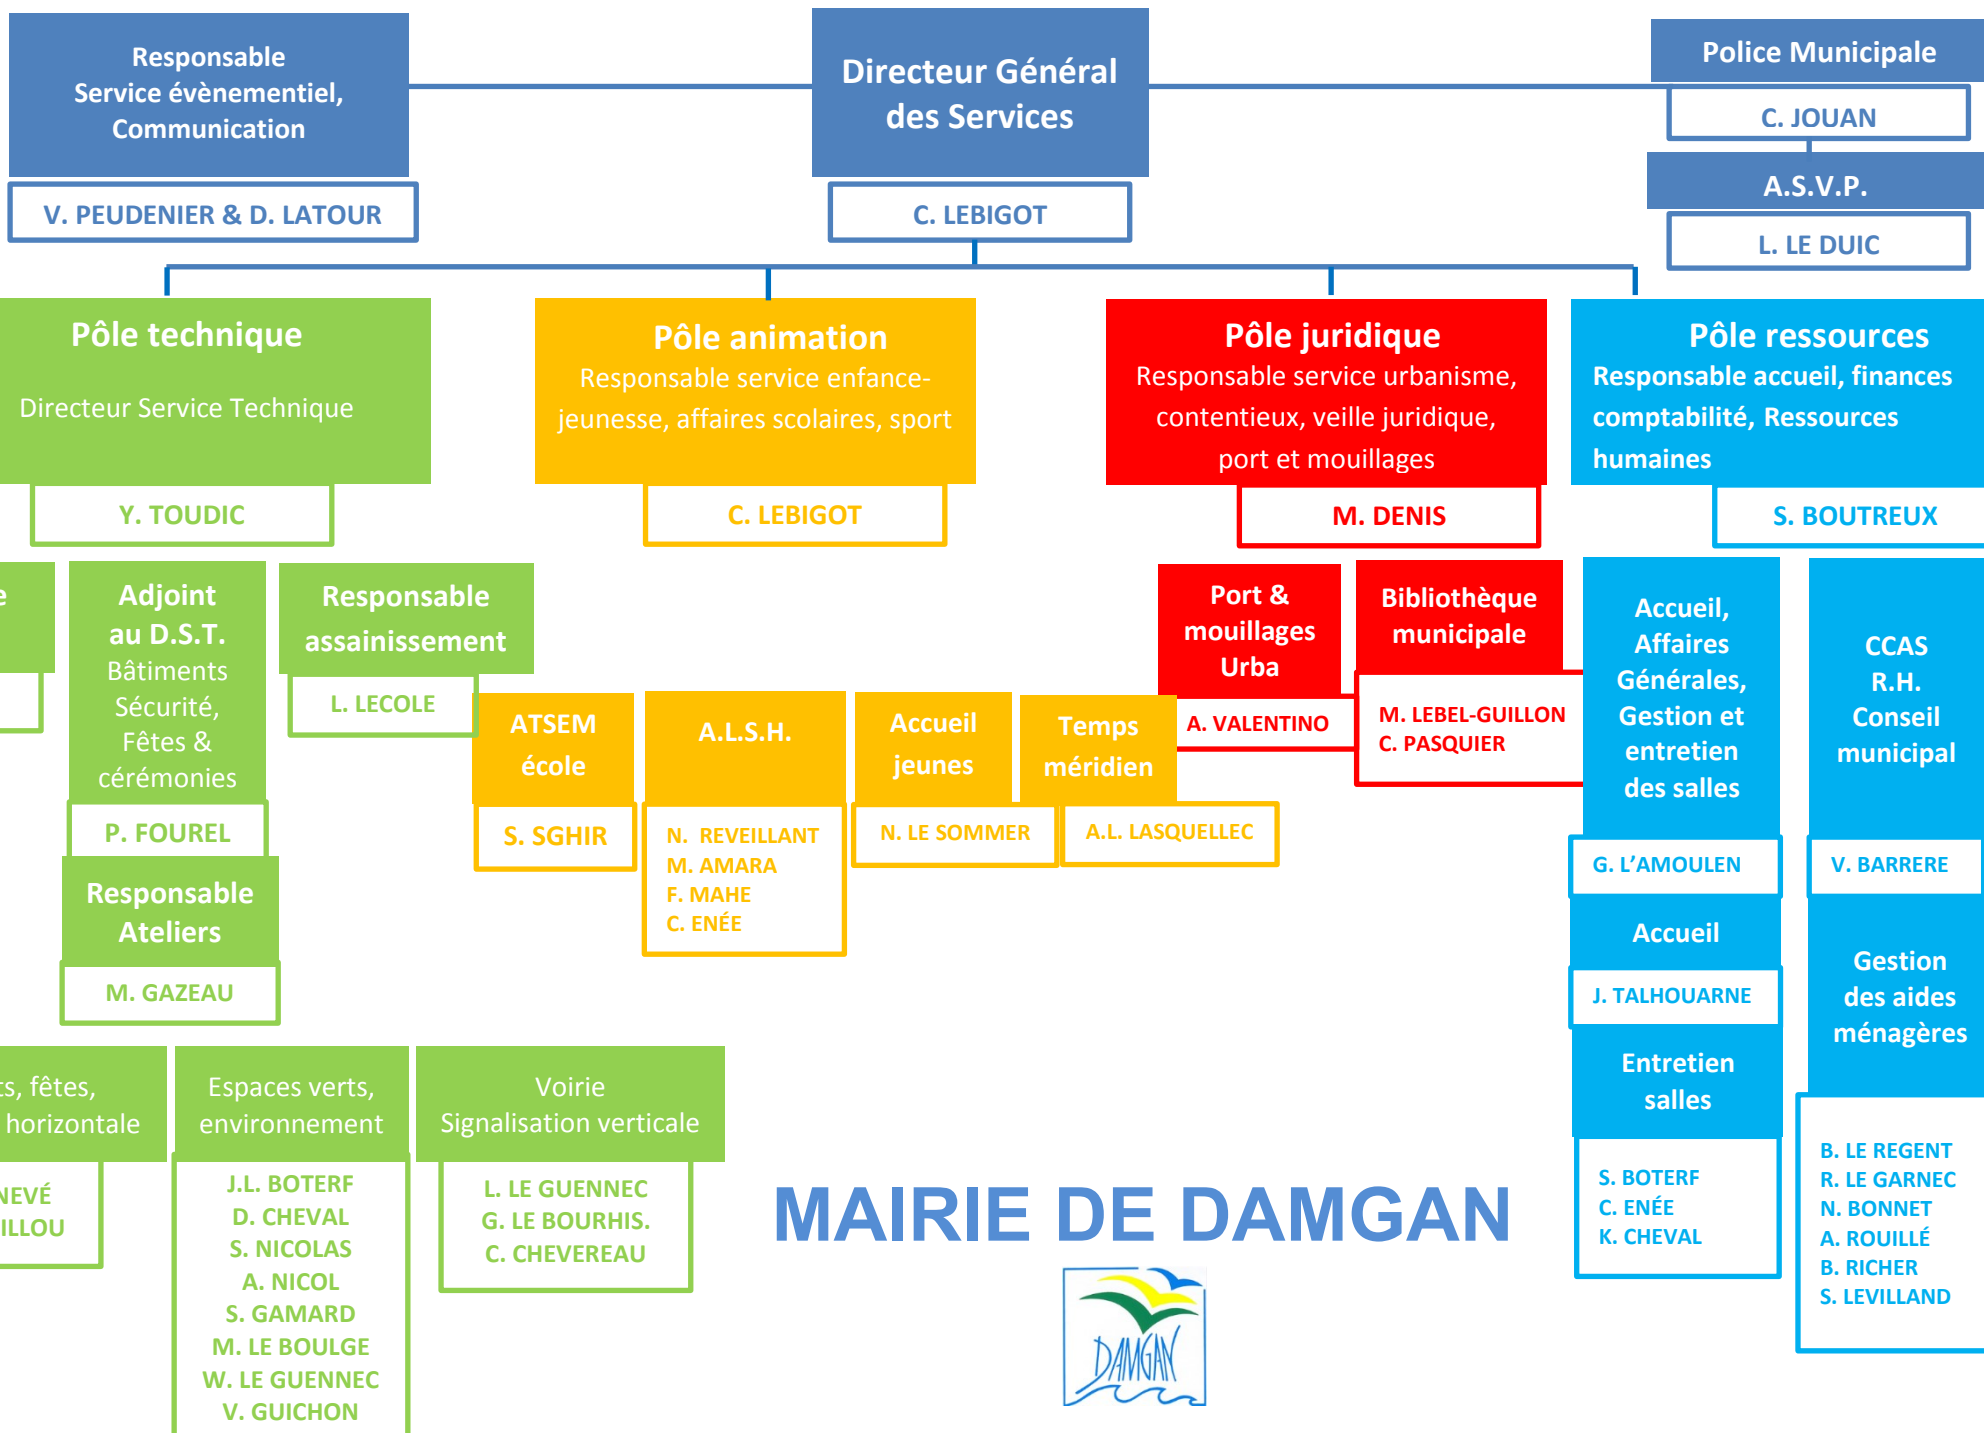 Responsable
Service évènementiel,
Communication
V. PEUDENIER & D. LATOUR
Directeur Général
des Services
C. LEBIGOT
Police Municipale
C. JOUAN
A.S.V.P.
L. LE DUIC
Pôle technique
Directeur Service Technique
Y. TOUDIC
Pôle animation
Responsable service enfance-
jeunesse, affaires scolaires, sport
C. LEBIGOT
Pôle juridique
Responsable service urbanisme,
contentieux, veille juridique,
port et mouillages
M. DENIS
Pôle ressources
Responsable accueil, finances
comptabilité, Ressources
humaines
S. BOUTREUX
Adjoint
au D.S.T.
Bâtiments
Sécurité,
Fêtes &
cérémonies
P. FOUREL
Responsable
Ateliers
M. GAZEAU
Responsable
assainissement
L. LECOLE
ATSEM
école
S. SGHIR
A.L.S.H.
N. REVEILLANT
M. AMARA
F. MAHE
C. ENÉE
Accueil
jeunes
N. LE SOMMER
Temps
méridien
A.L. LASQUELLEC
Port &
mouillages
Urba
A. VALENTINO
Bibliothèque
municipale
M. LEBEL-GUILLON
C. PASQUIER
Accueil,
Affaires
Générales,
Gestion et
entretien
des salles
G. L’AMOULEN
Accueil
J. TALHOUARNE
Entretien
salles
S. BOTERF
C. ENÉE
K. CHEVAL
CCAS
R.H.
Conseil
municipal
V. BARRERE
Gestion
des aides
ménagères
B. LE REGENT
R. LE GARNEC
N. BONNET
A. ROUILLÉ
B. RICHER
S. LEVILLAND
fêtes,
horizontale
Espaces verts,
environnement
J.L. BOTERF
D. CHEVAL
S. NICOLAS
A. NICOL
S. GAMARD
M. LE BOULGE
W. LE GUENNEC
V. GUICHON
Voirie
Signalisation verticale
L. LE GUENNEC
G. LE BOURHIS.
C. CHEVEREAU
MAIRIE DE DAMGAN
DAMGAN